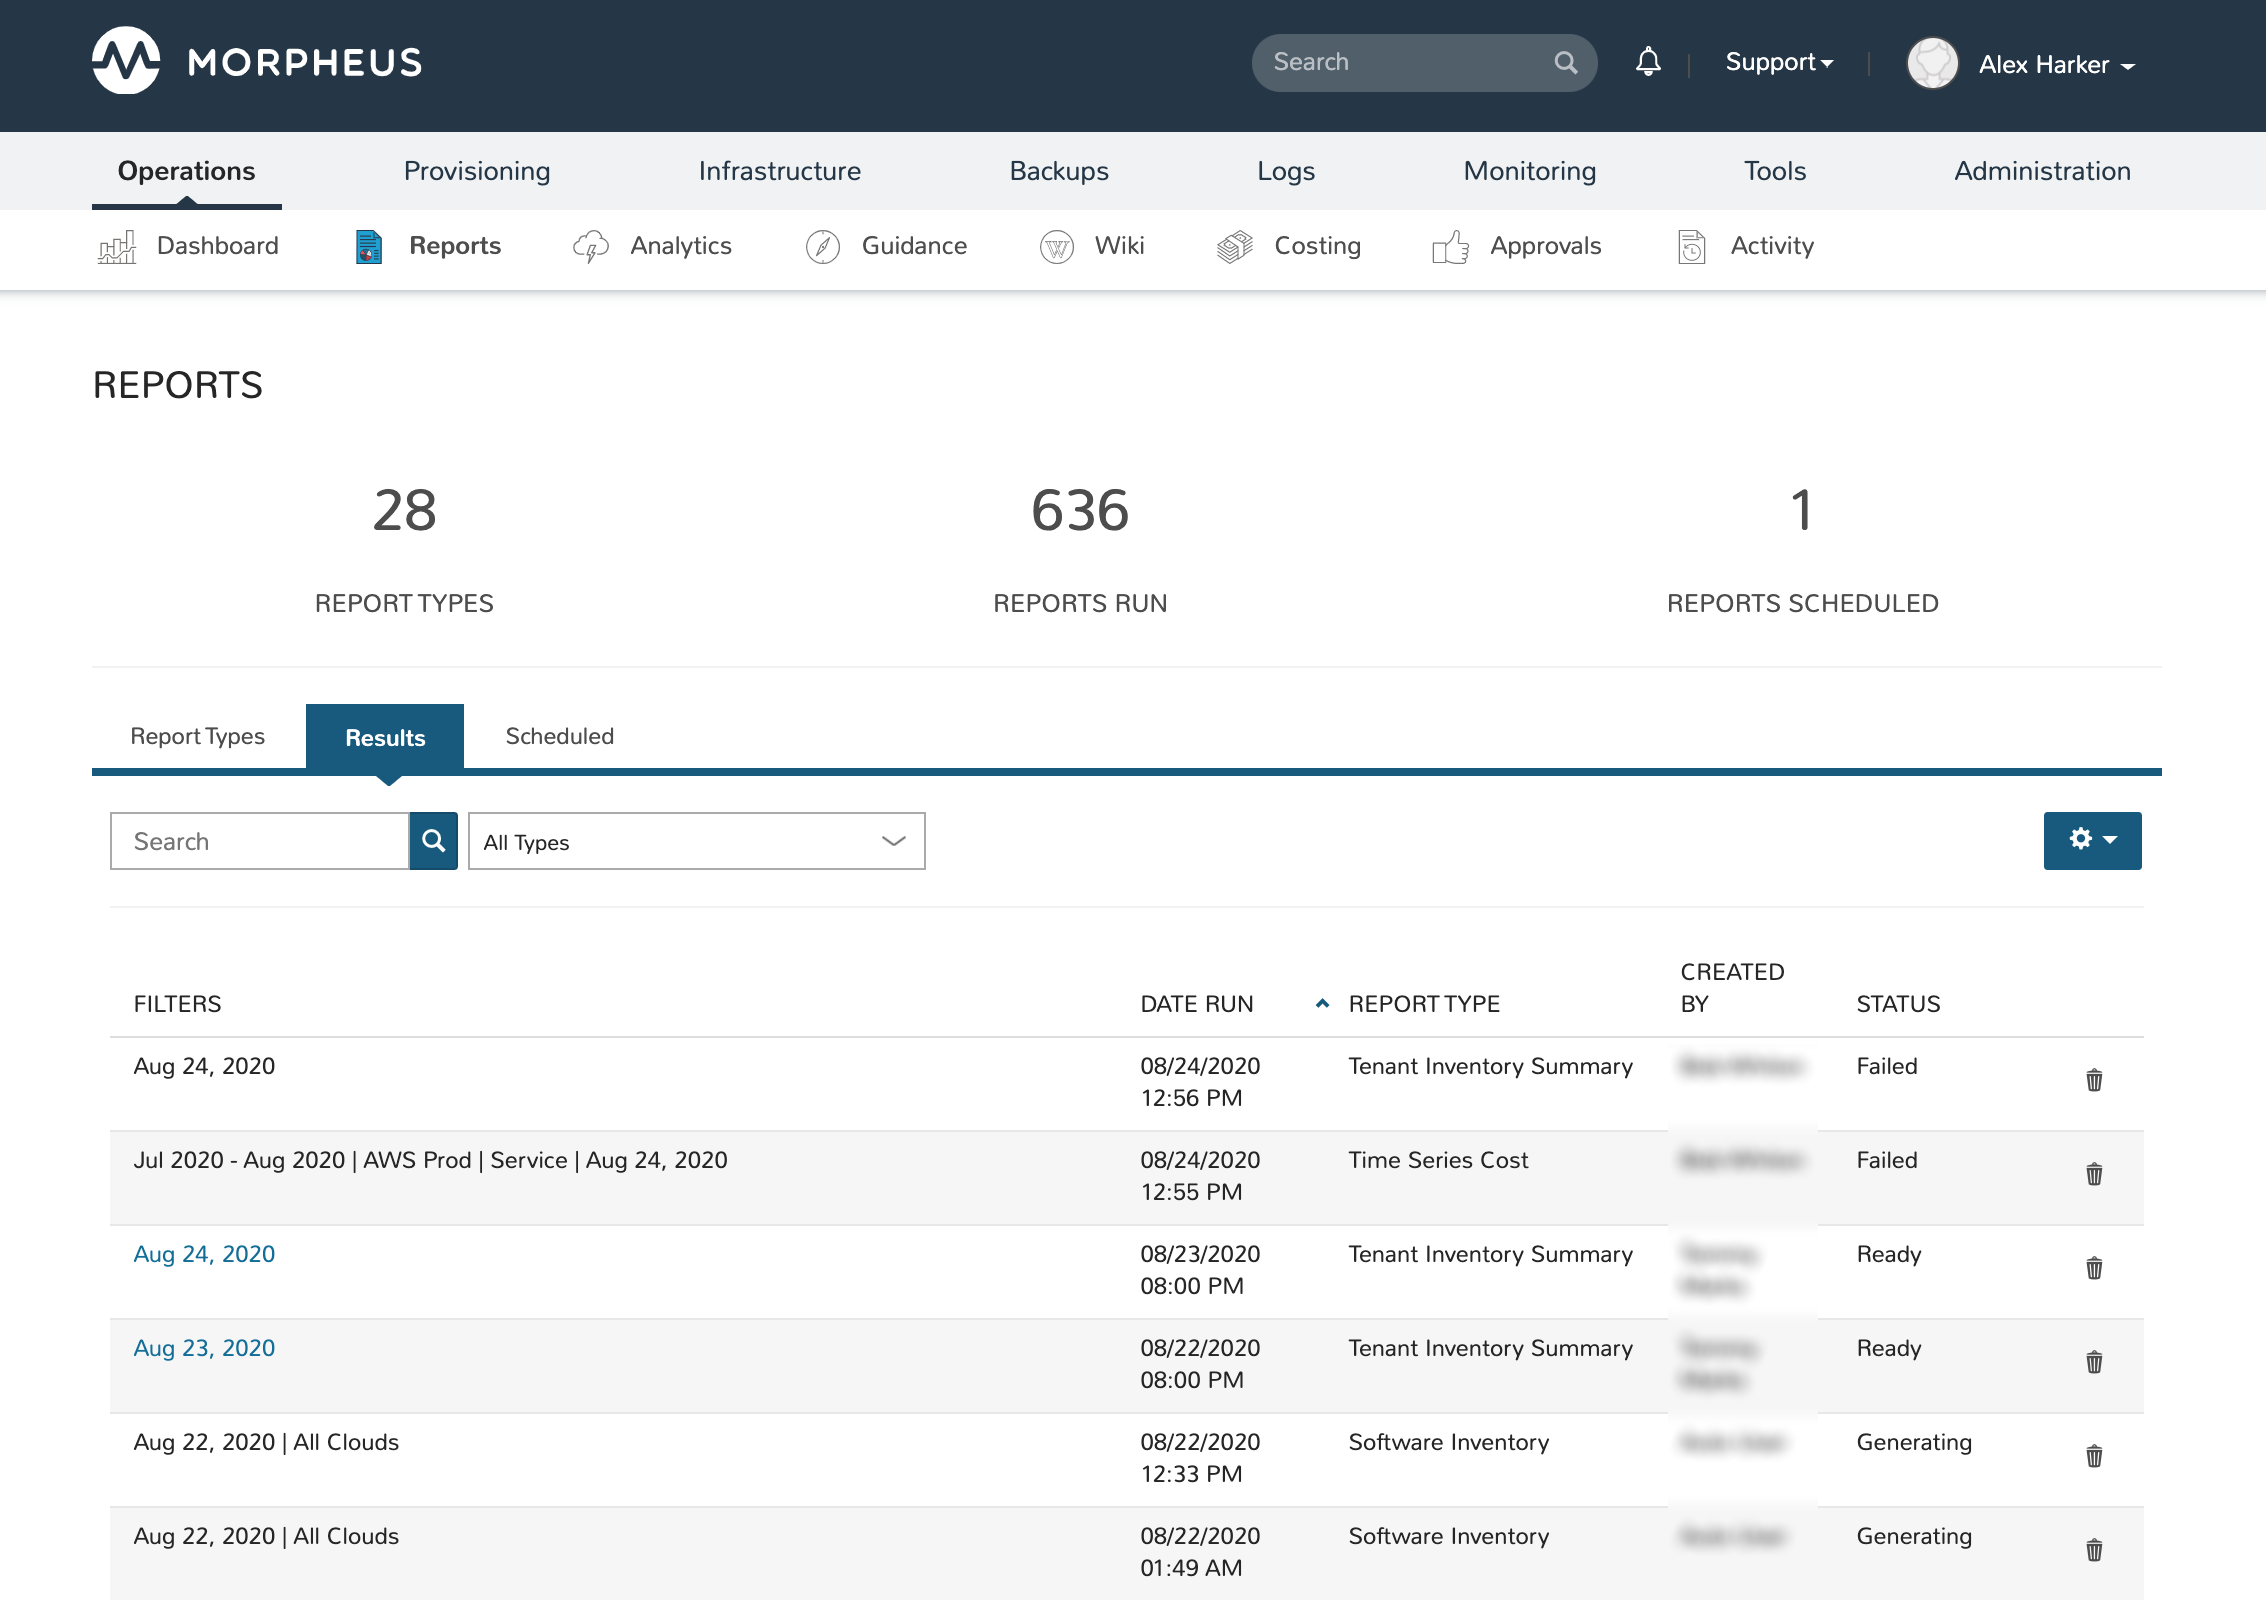 MORPHEUS
Search
Support
Alex Harker
Operations Provisioning Infrastructure Backups Logs Monitoring Tools Administration
Dashboard Reports Analytics Guidance Wiki Costing Approvals Activity
REPORTS
28 636 1
REPORT TYPES REPORTS RUN REPORTS SCHEDULED
Report Types Results Scheduled
Search All Types
FILTERS DATE RUN REPORT TYPE CREATED BY STATUS
Aug 24, 2020 08/24/2020 Tenant Inventory Summary Failed
12:56 PM
Jul 2020 - Aug 2020 | AWS Prod | Service | Aug 24, 2020 08/24/2020 Time Series Cost Failed
12:55 PM
Aug 24, 2020 08/23/2020 Tenant Inventory Summary Ready
08:00 PM
Aug 23, 2020 08/22/2020 Tenant Inventory Summary Ready
08:00 PM
Aug 22, 2020 | All Clouds 08/22/2020 Software Inventory Generating
12:33 PM
Aug 22, 2020 | All Clouds 08/22/2020 Software Inventory Generating
01:49 AM